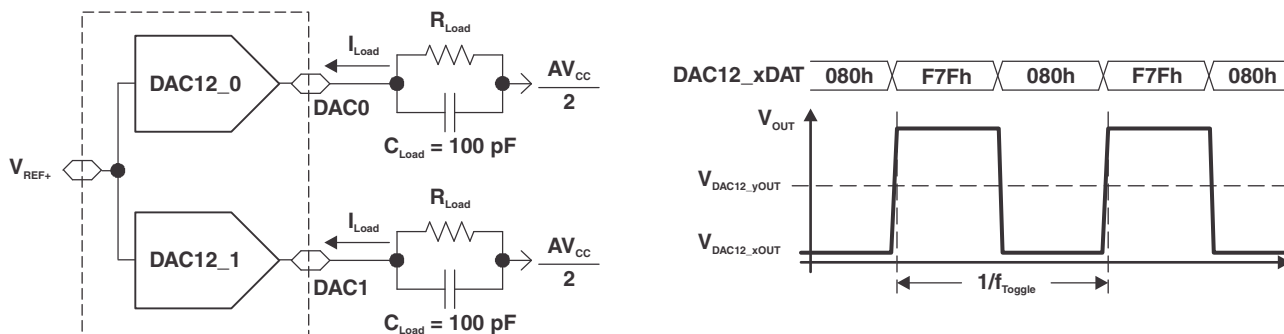 R_Load
I_Load
AV_CC
2
DAC12_0
DAC0
C_Load = 100 pF
V_REF+
R_Load
I_Load
AV_CC
2
DAC12_1
DAC1
C_Load = 100 pF
DAC12_xDAT 080h F7Fh 080h F7Fh 080h
V_OUT
V_DAC12_yOUT
V_DAC12_xOUT
1/f_Toggle